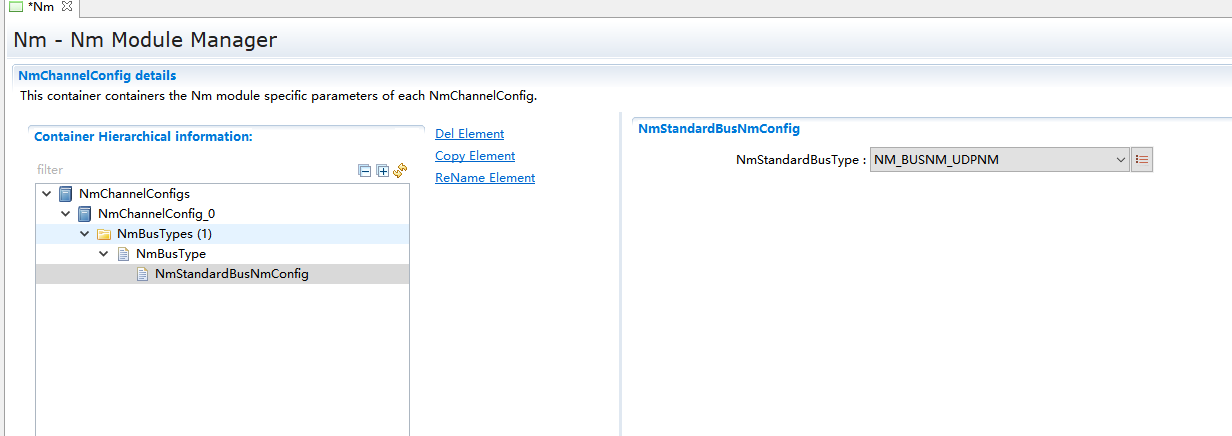 *Nm
Nm - Nm Module Manager
NmChannelConfig details
This container containers the Nm module specific parameters of each NmChannelConfig.
Container Hierarchical information:
filter
NmChannelConfigs
NmChannelConfig_0
NmBusTypes (1)
NmBusType
NmStandardBusNmConfig
Del Element
Copy Element
ReName Element
NmStandardBusNmConfig
NmStandardBusType : NM_BUSNM_UDPNM